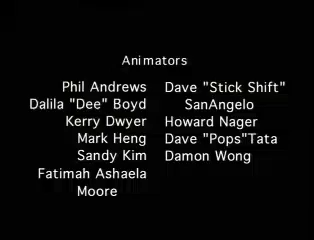 Animators
Phil Andrews
Dalila "Dee" Boyd
Kerry Dwyer
Mark Heng
Sandy Kim
Fatimah Ashaela
Moore
Dave "Stick Shift"
SanAngelo
Howard Nager
Dave "Pops"Tata
Damon Wong